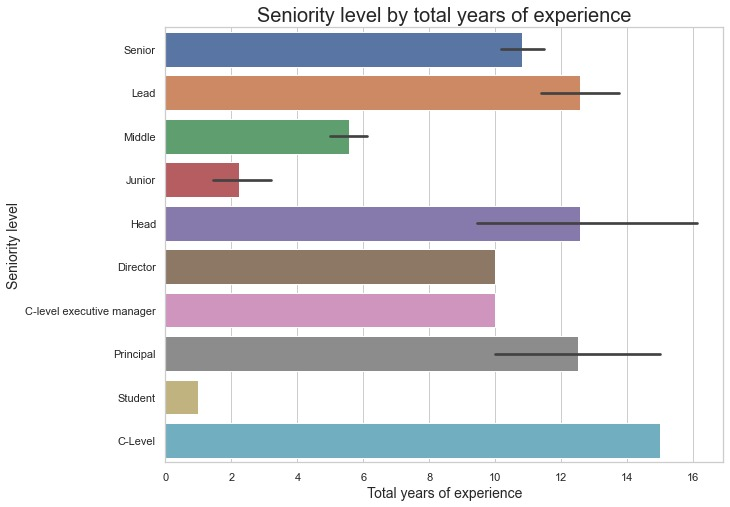 Seniority level by total years of experience
Senior
Lead
Middle
Junior
Head
Director
C-level executive manager
Principal
Student
C-Level
Seniority level
0 2 4 6 8 10 12 14 16
Total years of experience